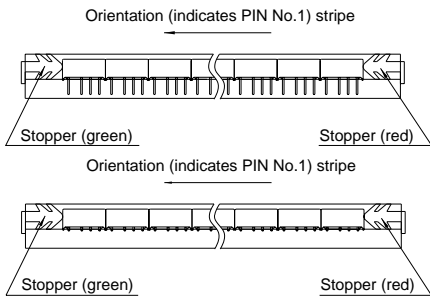 Orientation (indicates PIN No.1) stripe
Stopper (green)
Stopper (red)
Orientation (indicates PIN No.1) stripe
Stopper (green)
Stopper (red)